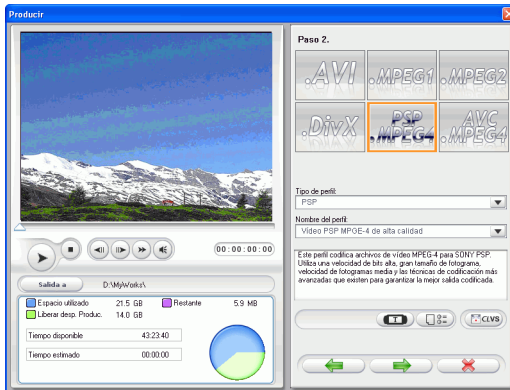 Producir
Paso 2.
.AVI
.MPEG1
.MPEG2
.DivX
PSP .MPEG4
AVC .MPEG4
Tipo de perfil:
PSP
Nombre del perfil:
Vídeo PSP MPGE-4 de alta calidad
Este perfil codifica archivos de vídeo MPEG-4 para SONY PSP.
Utiliza una velocidad de bits alta, gran tamaño de fotograma,
velocidad de fotogramas media y las técnicas de codificación más
avanzadas que existen para garantizar la mejor salida codificada.
T
CLVS
00:00:00:00
Salida a D:\MyWorks\
Espacio utilizado 21.5 GB Restante 5.9 MB
Liberar desp. Produc. 14.0 GB
Tiempo disponible 43:23:40
Tiempo estimado 00:00:00